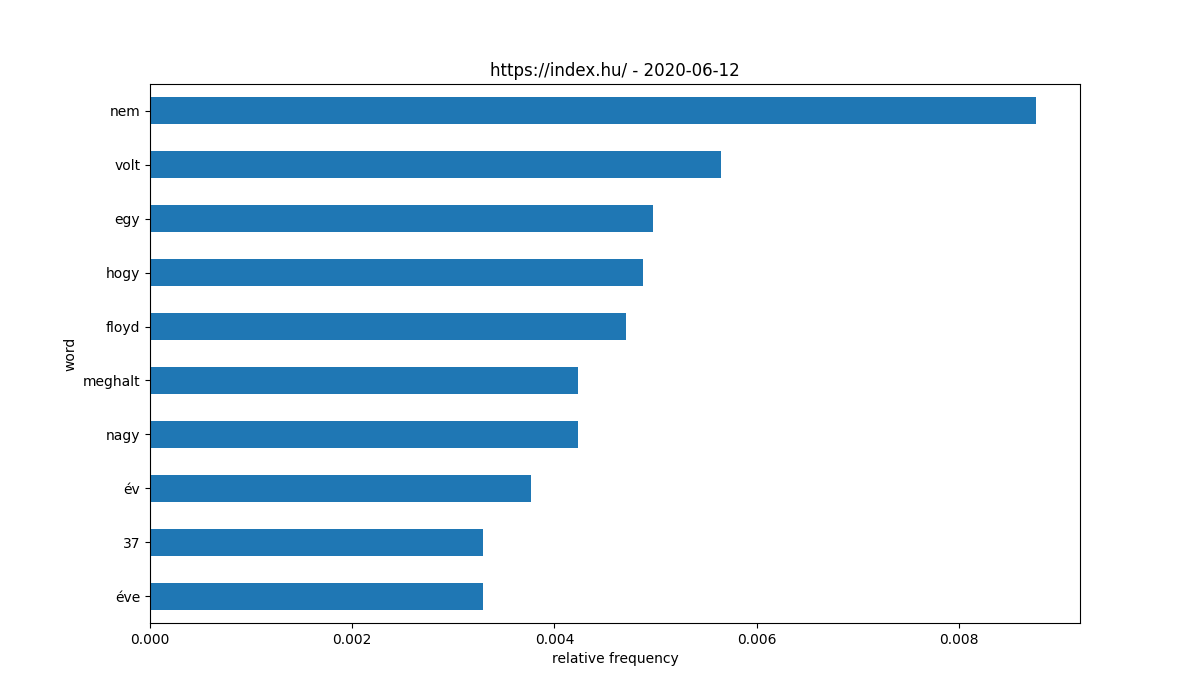 https://index.hu/ - 2020-06-12
nem
volt
egy
hogy
floyd
meghalt
nagy
év
37
éve
word
0.000 0.002 0.004 0.006 0.008
relative frequency